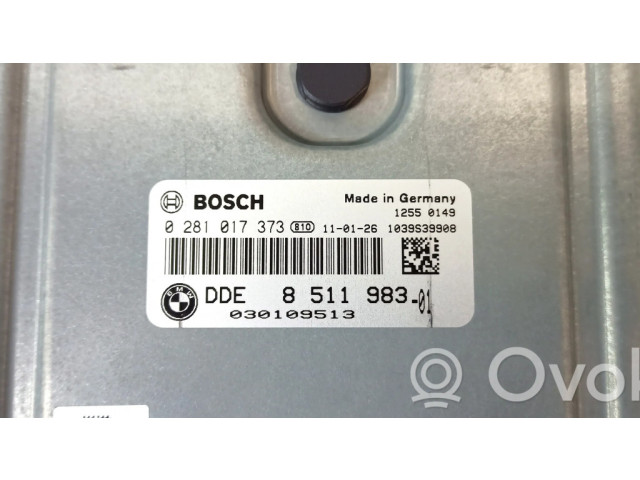 BOSCH
Made in Germany
1255 0149
0 281 017 373 810 11-01-26 1039S39908
BMW DDE 8 511 983-01
030109513
Ovok